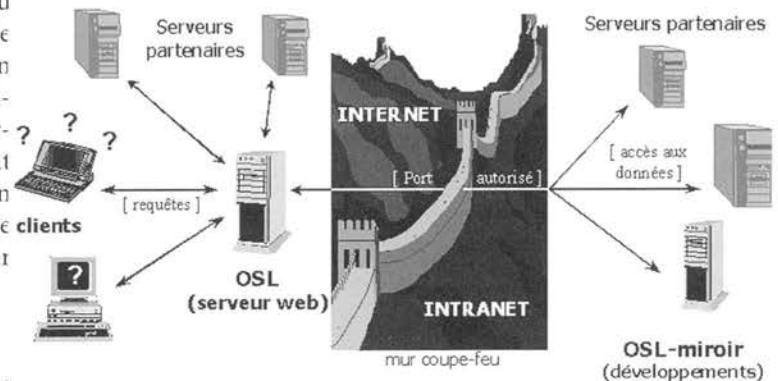 Serveurs
partenaires
Serveurs partenaires
INTERNET
? ? ?
[ accès aux
données ]
[ Port autorisé ]
[ requêtes ]
clients
?
OSL
(serveur web)
INTRANET
mur coupe-feu
OSL-miroir
(développements)